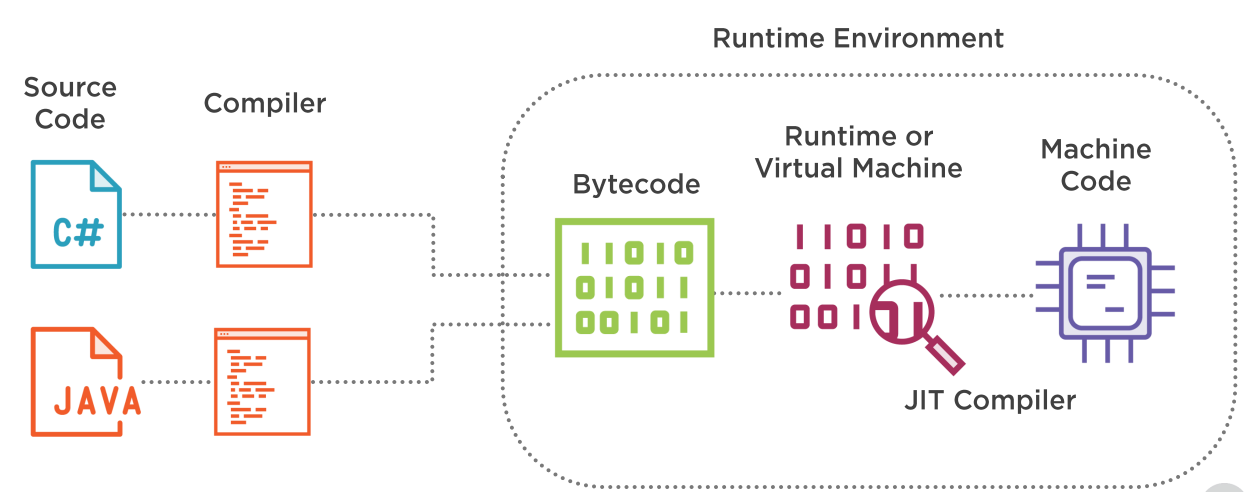 Runtime Environment
Source
Code
Compiler
C#
JAVA
Bytecode
11010
01011
00101
Runtime or
Virtual Machine
11010
01011
001
JIT Compiler
Machine
Code